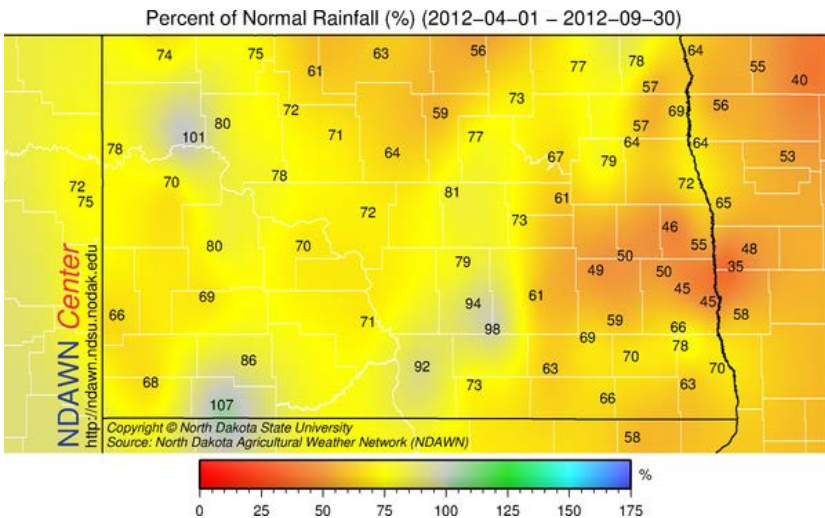 Percent of Normal Rainfall (%) (2012−04−01 − 2012−09−30)
74 75 63 56 77 78 64 55 40
61 57
72 59 73 69 56
101 80 71 57
78 64 77 67 64 64 53
79
72 70 78 81 61 72
75 72 73 65
80 70 46 55 48
79 49 50 50 35
69 94 61 45 45
66 71 98 59 66 58
86 92 69 70 78
68 73 63 63 70
107 66
58
NDAWN Center
http://ndawn.ndsu.nodak.edu
Copyright © North Dakota State University
Source: North Dakota Agricultural Weather Network (NDAWN)
%
0 25 50 75 100 125 150 175